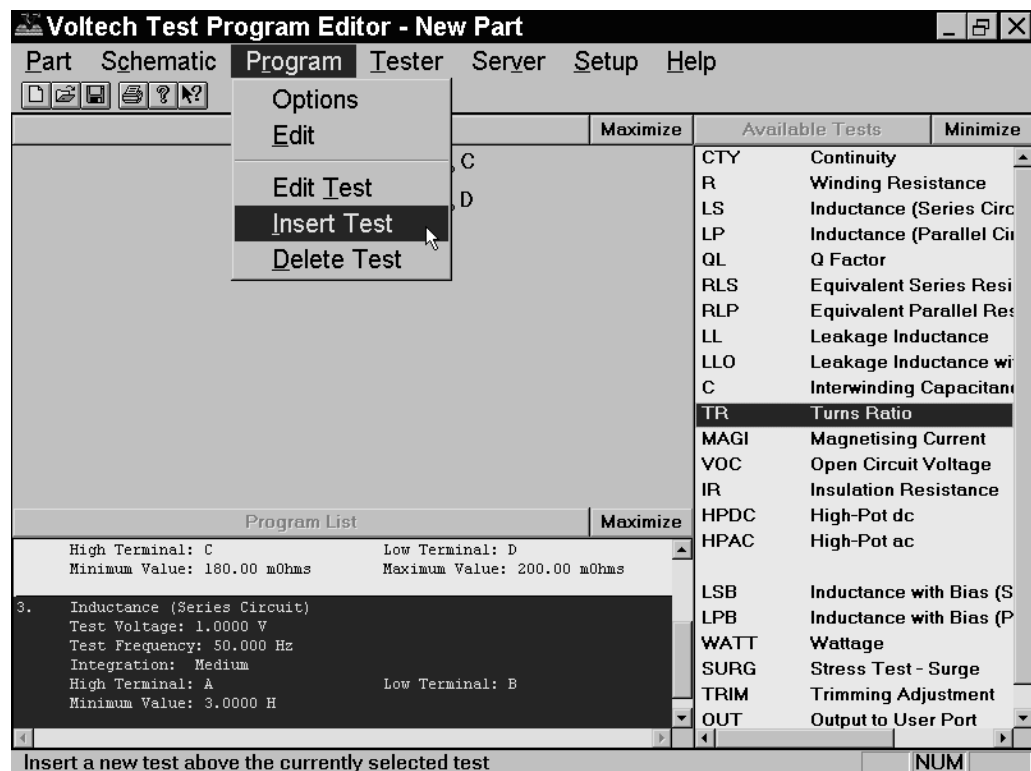 Voltech Test Program Editor - New Part
Part Schematic Program Tester Server Setup Help
Options
Edit
Edit Test
Insert Test
Delete Test
Maximize
C
D
Available Tests Minimize
CTY Continuity
R Winding Resistance
LS Inductance (Series Circ
LP Inductance (Parallel Cir
QL Q Factor
RLS Equivalent Series Resi
RLP Equivalent Parallel Res
LL Leakage Inductance
LLO Leakage Inductance wi
C Interwinding Capacitan
TR Turns Ratio
MAGI Magnetising Current
VOC Open Circuit Voltage
IR Insulation Resistance
HPDC High-Pot dc
HPAC High-Pot ac
LSB Inductance with Bias (S
LPB Inductance with Bias (P
WATT Wattage
SURG Stress Test - Surge
TRIM Trimming Adjustment
OUT Output to User Port
Program List Maximize
High Terminal: C Low Terminal: D
Minimum Value: 180.00 mOhms Maximum Value: 200.00 mOhms
3. Inductance (Series Circuit)
Test Voltage: 1.0000 V
Test Frequency: 50.000 Hz
Integration: Medium
High Terminal: A Low Terminal: B
Minimum Value: 3.0000 H
Insert a new test above the currently selected test NUM